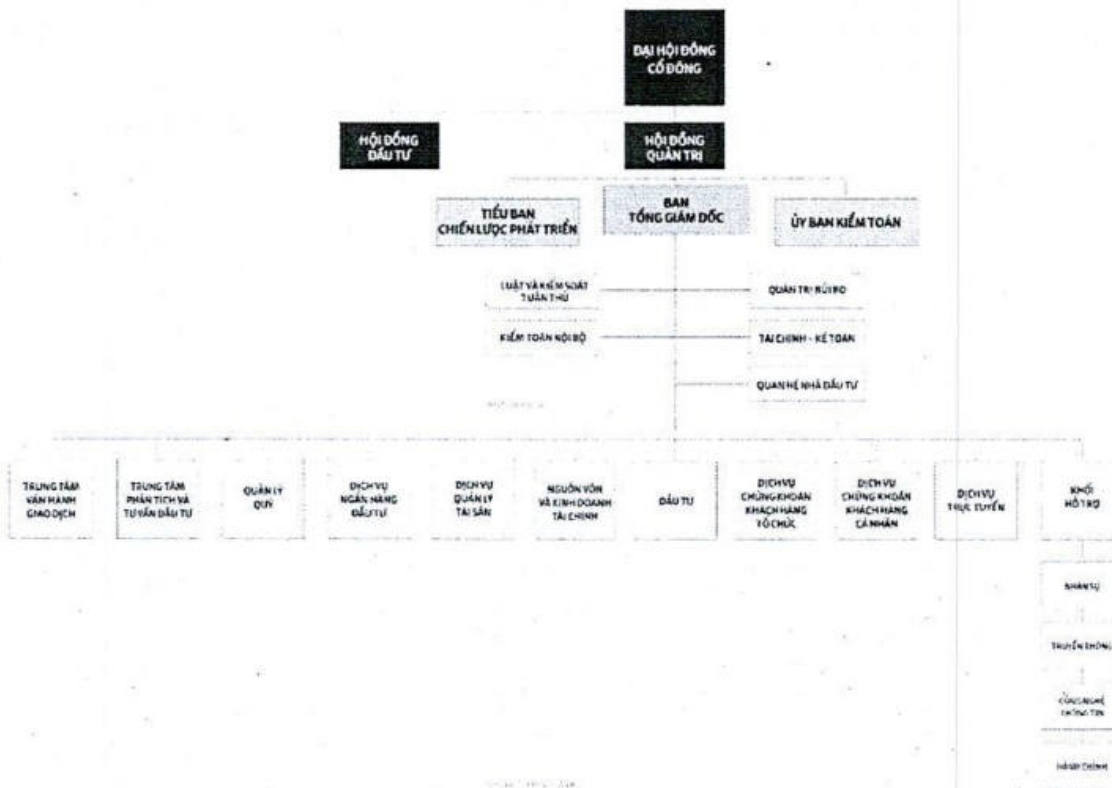 ĐẠI HỘI ĐỒNG
CỔ ĐÔNG
HỘI ĐỒNG
ĐẦU TƯ
HỘI ĐỒNG
QUẢN TRỊ
TIỂU BAN
CHIẾN LƯỢC PHÁT TRIỂN
BAN
TỔNG GIÁM ĐỐC
ỦY BAN KIỂM TOÁN
LUẬT VÀ KIỂM SOÁT
TUÂN THỦ
QUẢN TRỊ RỦI RO
KIỂM TOÁN NỘI BỘ
TÀI CHÍNH - KẾ TOÁN
QUAN HỆ NHÀ ĐẦU TƯ
TRUNG TÂM
VẬN HÀNH
GIAO DỊCH
TRUNG TÂM
PHÂN TÍCH VÀ
TƯ VẤN ĐẦU TƯ
QUẢN LÝ
QUỸ
DỊCH VỤ
NGÂN HÀNG
ĐẦU TƯ
DỊCH VỤ
QUẢN LÝ
TÀI SẢN
NGUỒN VỐN
VÀ KINH DOANH
TÀI CHÍNH
ĐẦU TƯ
DỊCH VỤ
CHỨNG KHOÁN
KHÁCH HÀNG
TỔ CHỨC
DỊCH VỤ
CHỨNG KHOÁN
KHÁCH HÀNG
CÁ NHÂN
DỊCH VỤ
TRỰC TUYẾN
KHỐI
HỖ TRỢ
NHÂN SỰ
TRUYỀN THÔNG
CÔNG NGHỆ
THÔNG TIN
HÀNH CHÍNH